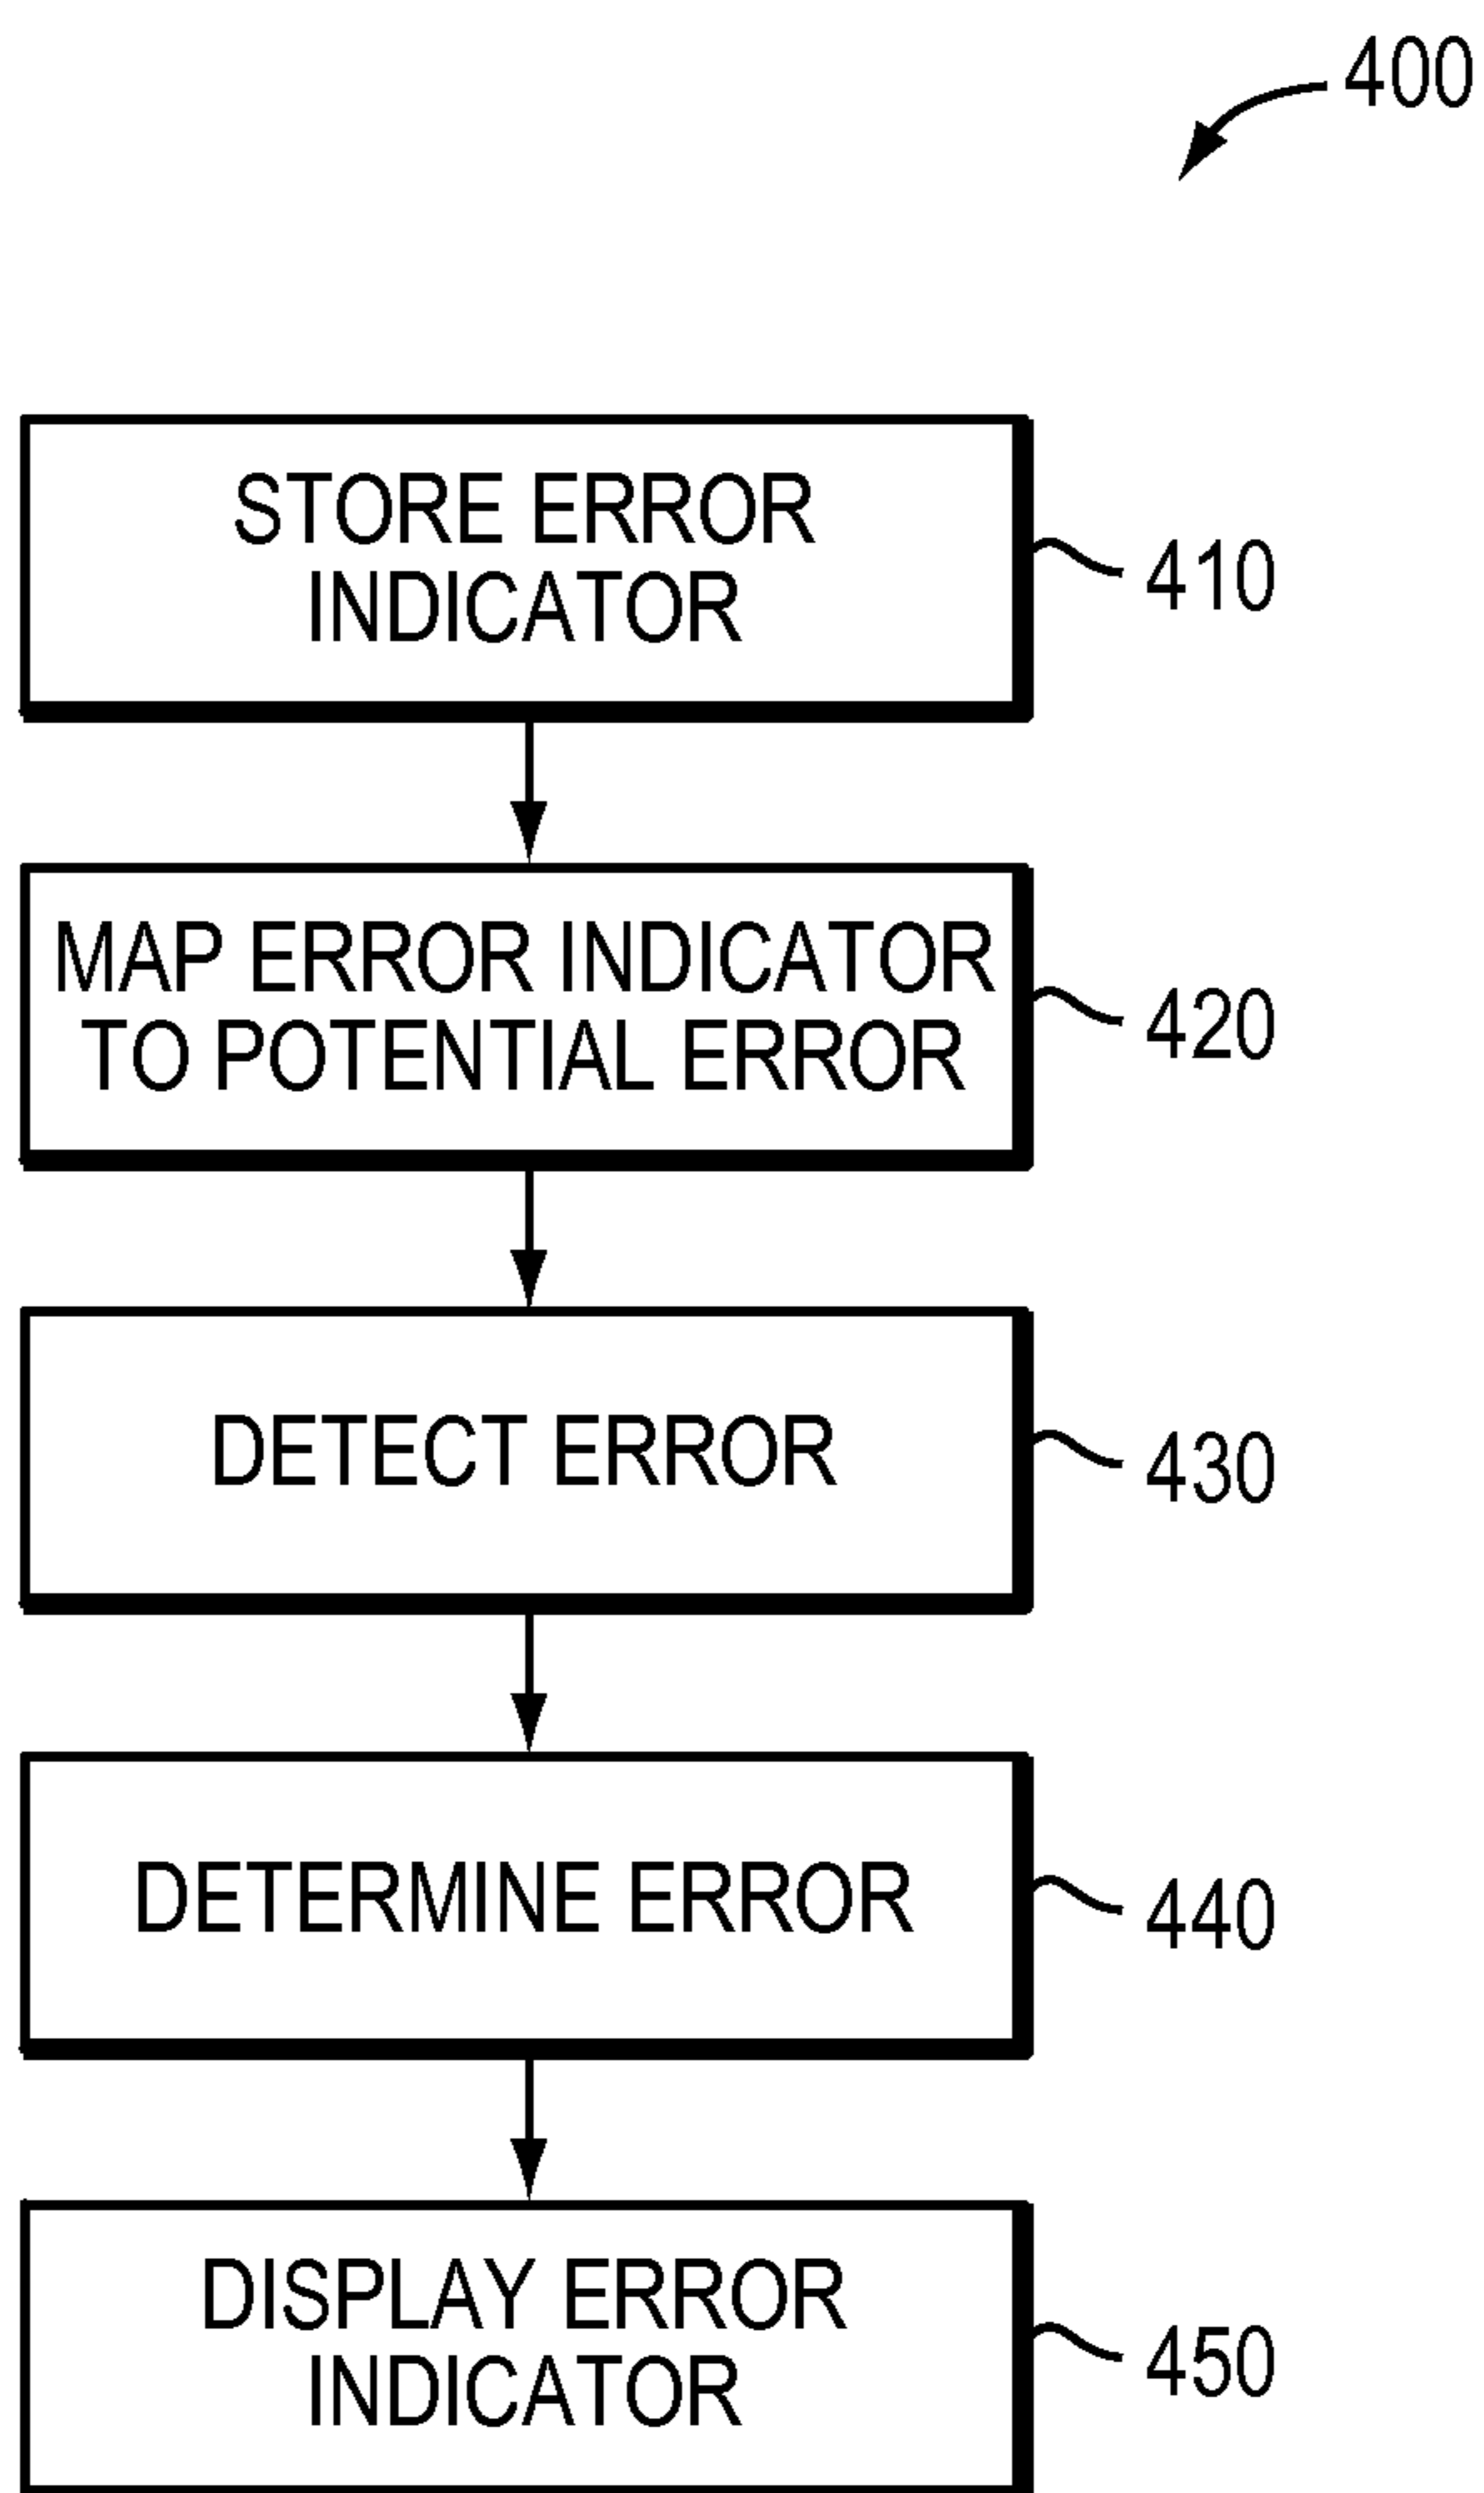 400
STORE ERROR
INDICATOR
410
MAP ERROR INDICATOR
TO POTENTIAL ERROR
420
DETECT ERROR
430
DETERMINE ERROR
440
DISPLAY ERROR
INDICATOR
450